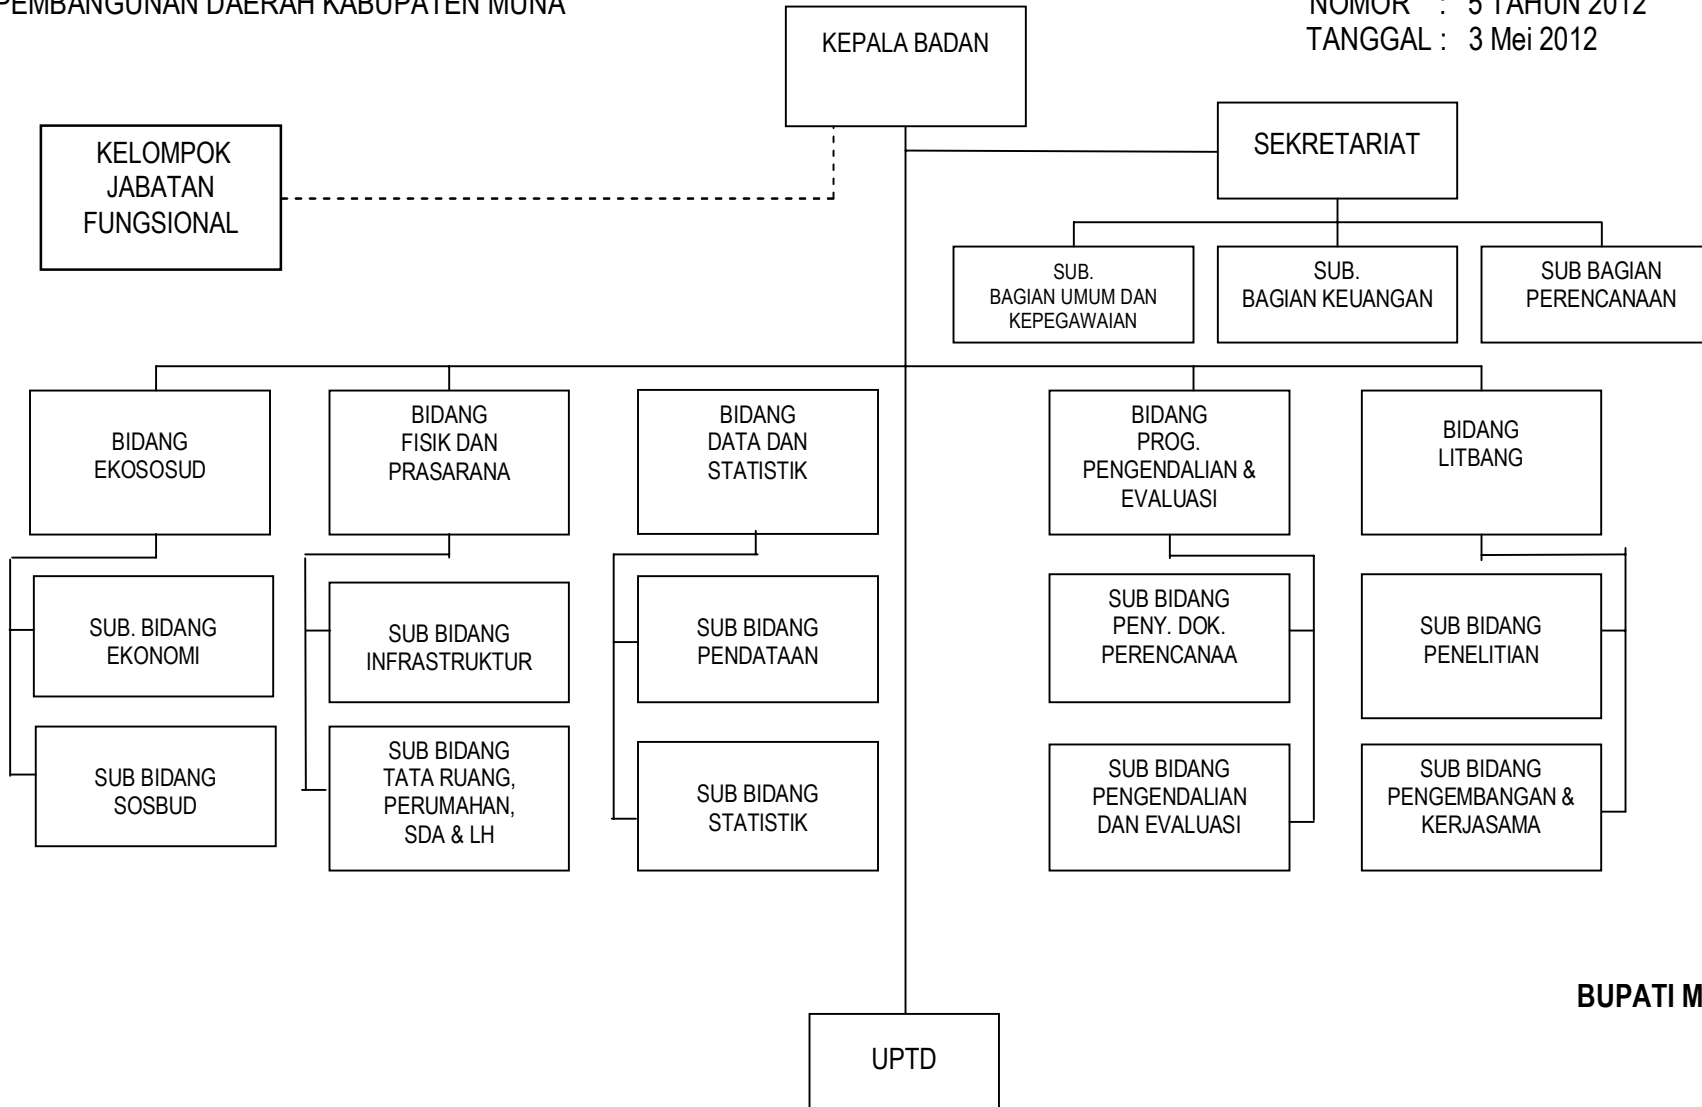 PEMBANGUNAN DAERAH KABUPATEN MUNA
NOMOR : 5 TAHUN 2012
TANGGAL : 3 Mei 2012
KEPALA BADAN
KELOMPOK
JABATAN
FUNGSIONAL
SEKRETARIAT
SUB.
BAGIAN UMUM DAN
KEPEGAWAIAN
SUB.
BAGIAN KEUANGAN
SUB BAGIAN
PERENCANAAN
BIDANG
EKOSOSUD
BIDANG
FISIK DAN
PRASARANA
BIDANG
DATA DAN
STATISTIK
BIDANG
PROG.
PENGENDALIAN &
EVALUASI
BIDANG
LITBANG
SUB. BIDANG
EKONOMI
SUB BIDANG
INFRASTRUKTUR
SUB BIDANG
PENDATAAN
SUB BIDANG
PENY. DOK.
PERENCANAA
SUB BIDANG
PENELITIAN
SUB BIDANG
SOSBUD
SUB BIDANG
TATA RUANG,
PERUMAHAN,
SDA & LH
SUB BIDANG
STATISTIK
SUB BIDANG
PENGENDALIAN
DAN EVALUASI
SUB BIDANG
PENGEMBANGAN &
KERJASAMA
BUPATI M
UPTD